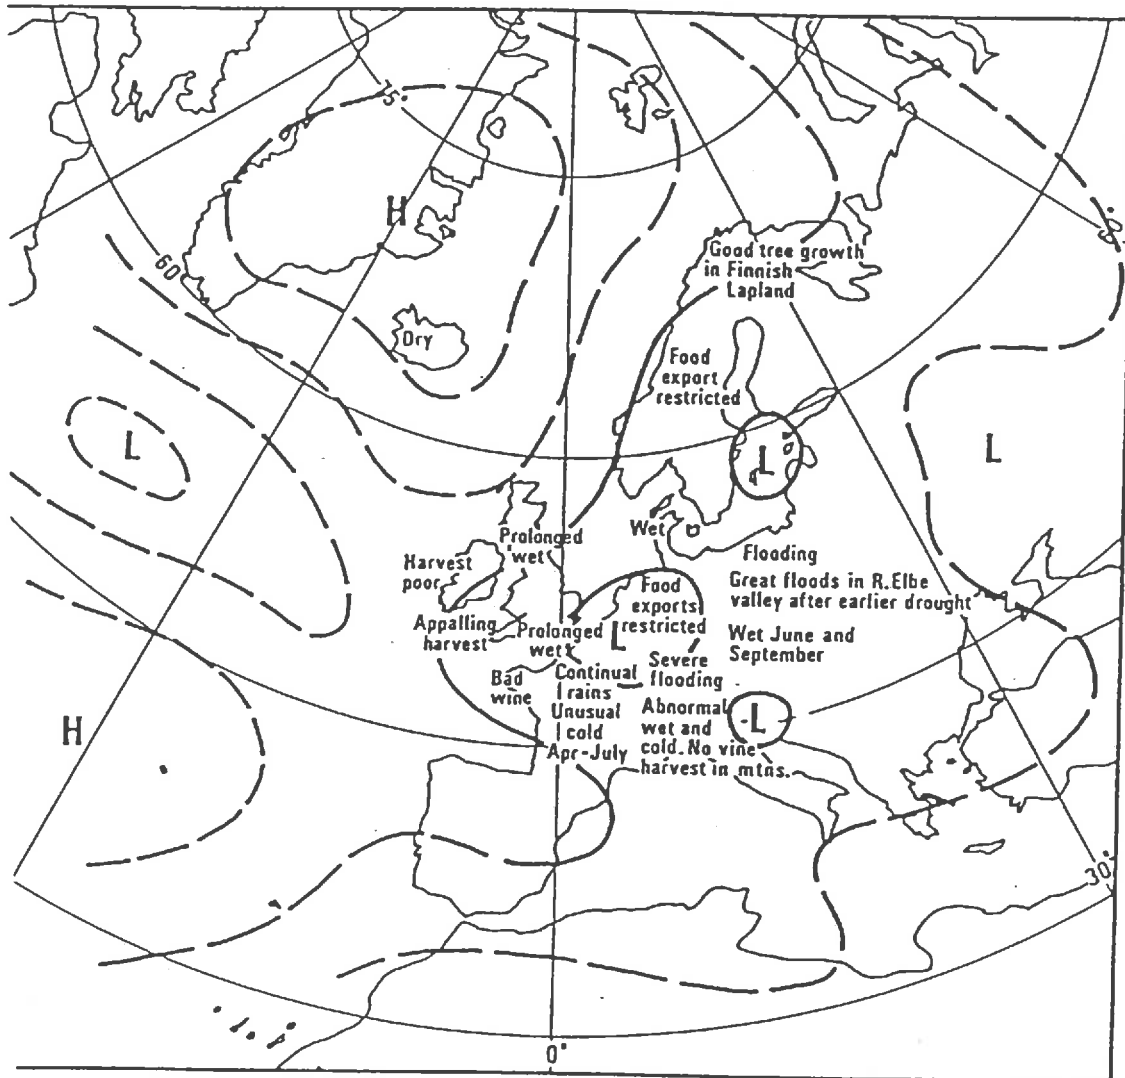 75°
H
60°
Good tree growth
in Finnish
Lapland
Dry
Food
export
restricted
L
L
L
Prolonged
wet
Wet
Harvest
poor
Flooding
Food
exports
restricted
Great floods in R.Elbe
valley after earlier drought
Appalling
harvest
Prolonged
wet
L
Wet June and
September
Severe
flooding
Bad
wine
Continual
rains
Unusual
cold
Apr-July
Abnormal
wet and
cold. No vine
harvest in mtns.
L
H
30°
0°